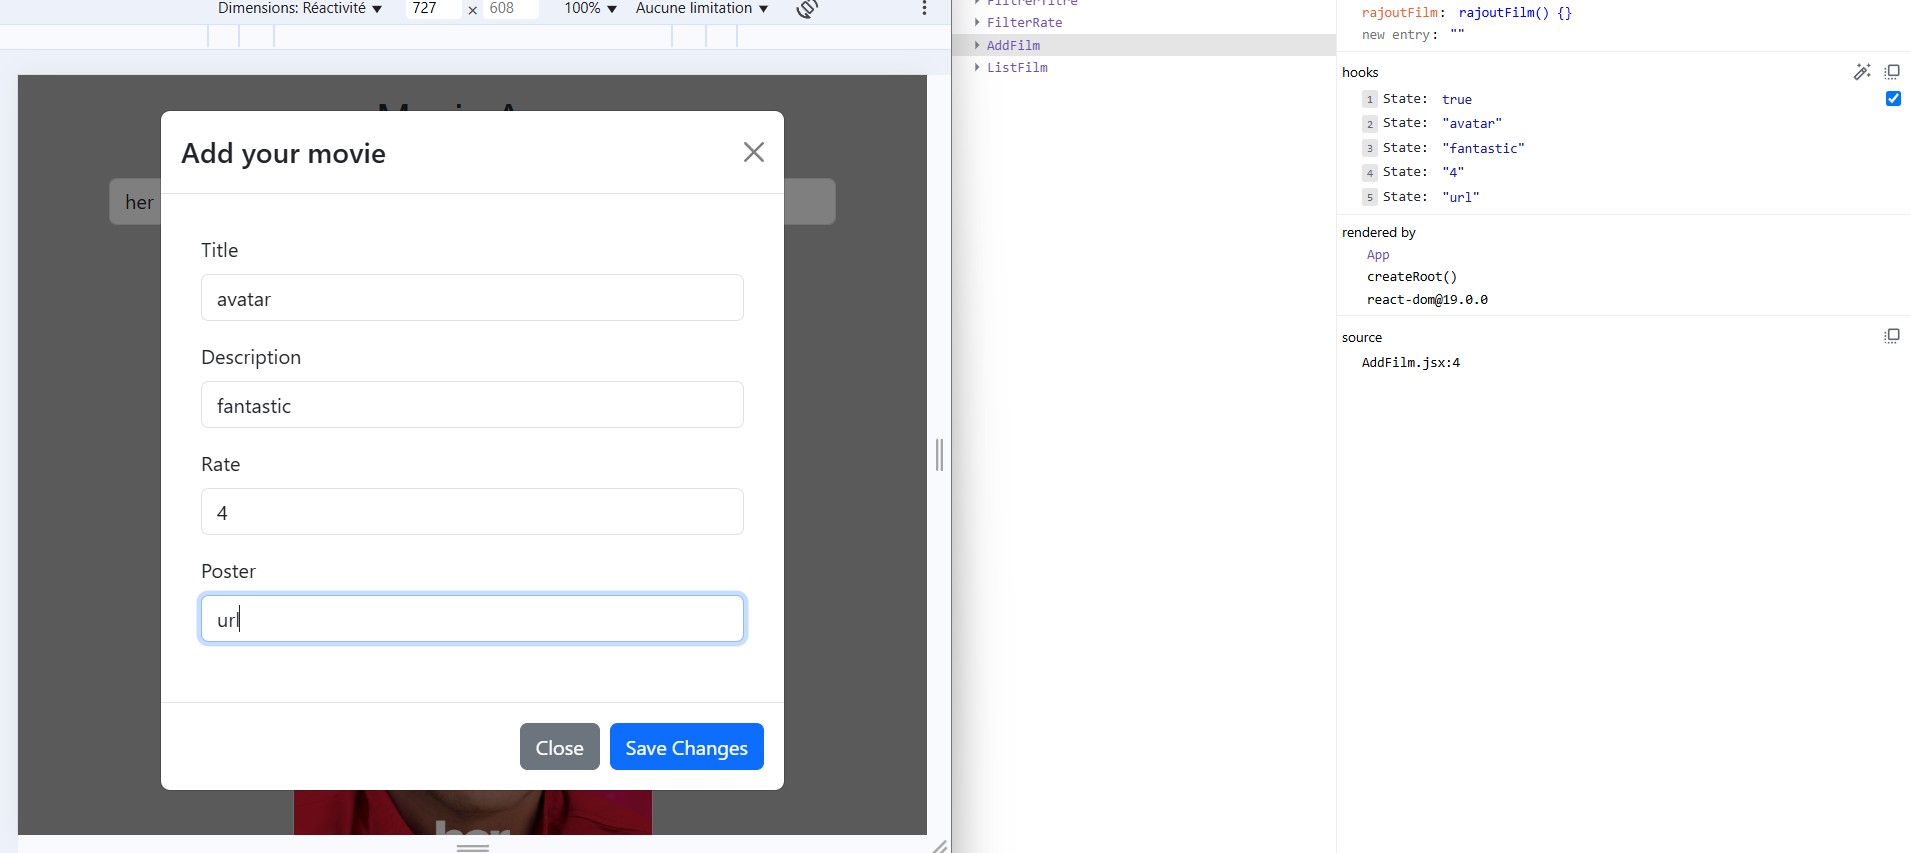 Dimensions: Réactivité ▼ 727 × 608 100% ▼ Aucune limitation ▼
Add your movie
her
Title
avatar
Description
fantastic
Rate
4
Poster
url
Close Save Changes
her
FilterRate
AddFilm
ListFilm
rajoutFilm: rajoutFilm() {}
new entry: ""
hooks
1 State: true
2 State: "avatar"
3 State: "fantastic"
4 State: "4"
5 State: "url"
rendered by
App
createRoot()
react-dom@19.0.0
source
AddFilm.jsx:4